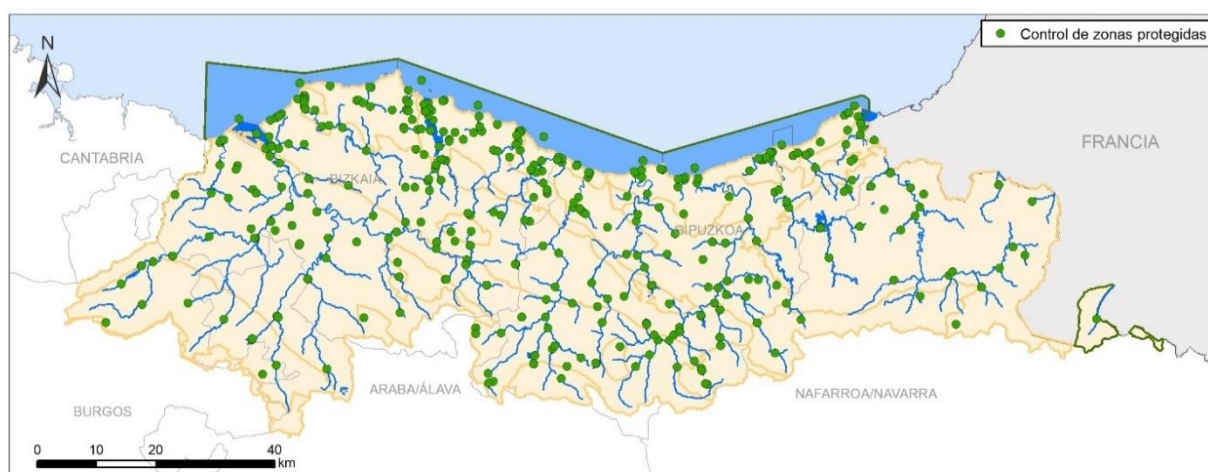 Control de zonas protegidas
N
CANTABRIA
FRANCIA
BIZKAIA
GIPUZKOA
ARABA/ÁLAVA
NAFARROA/NAVARRA
BURGOS
0 10 20 40
km